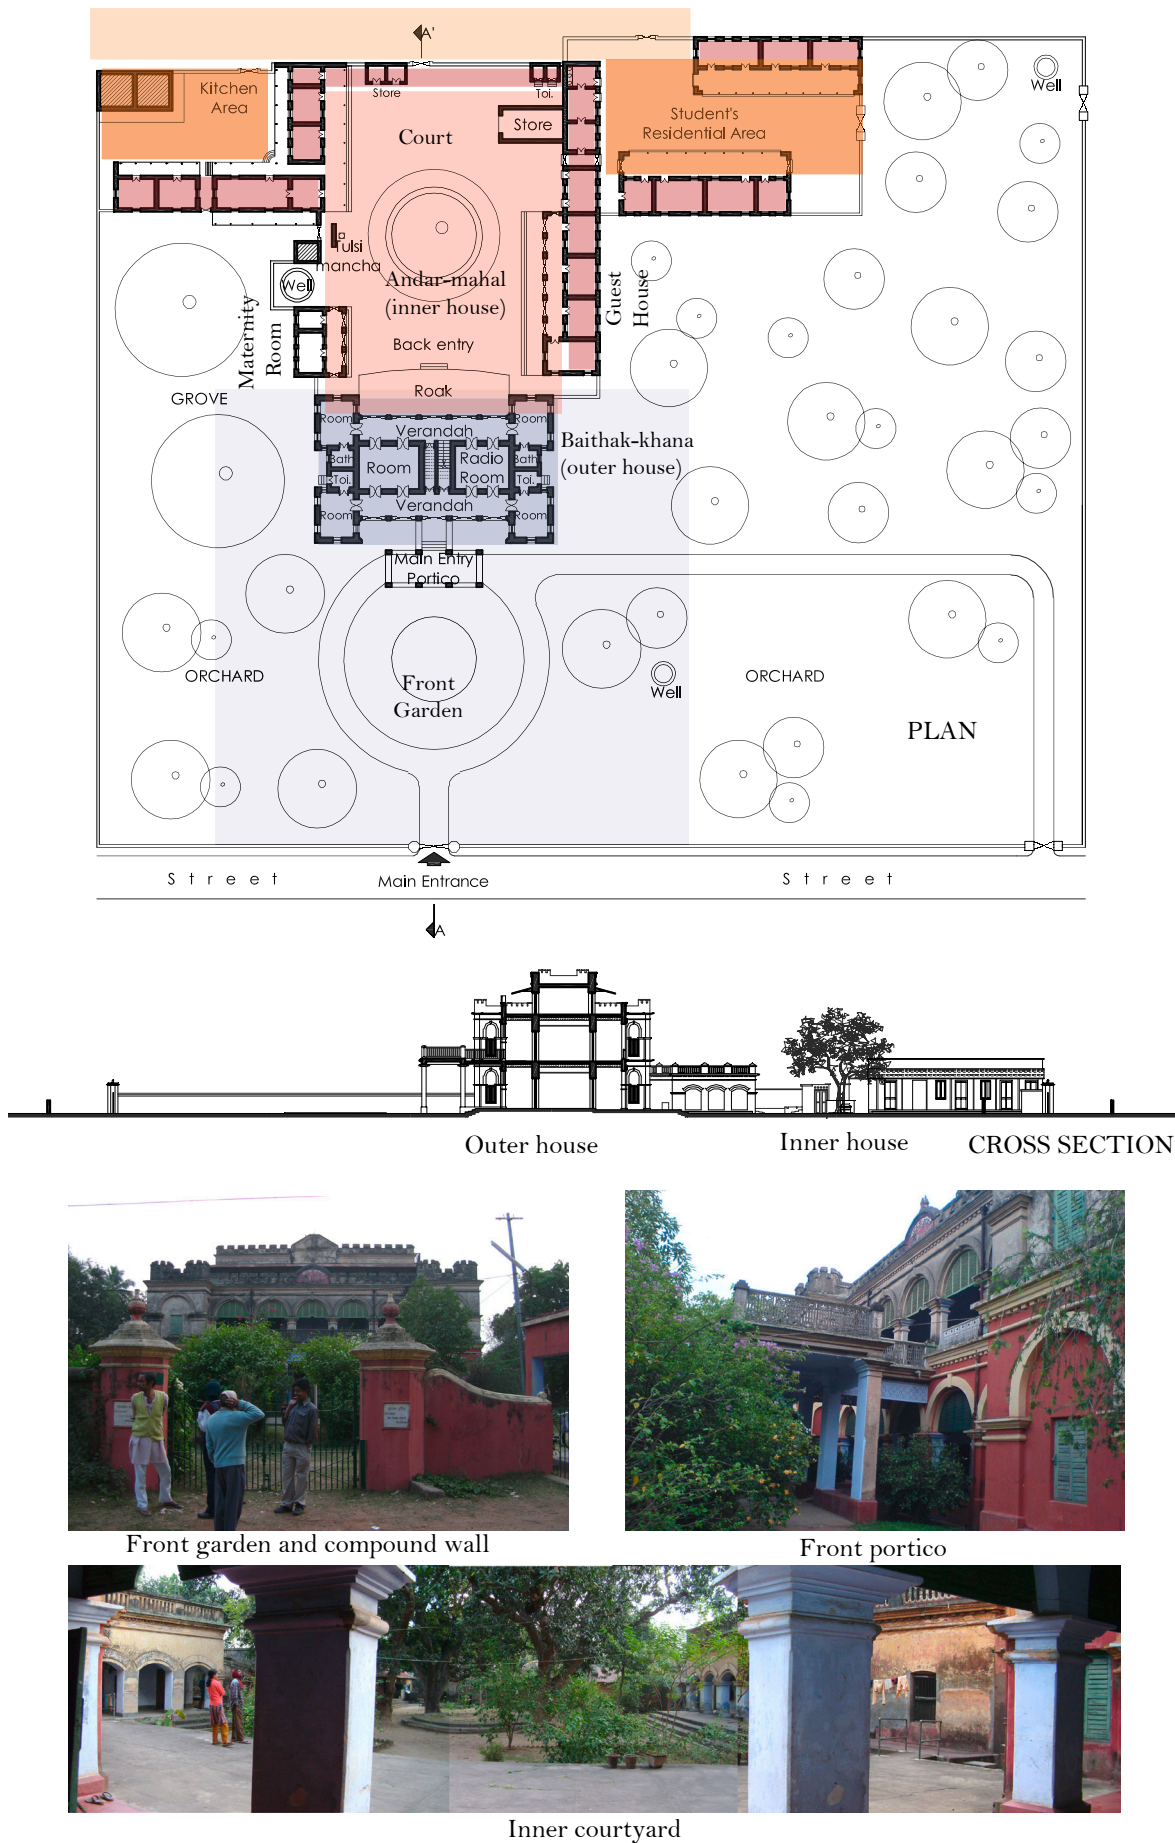 A'
Kitchen
Area
Store
Toi.
Store
Court
Student's
Residential Area
Well
Tulsi
mancha
Well
Andar-mahal
(inner house)
Guest
House
Maternity
Room
Back entry
Roak
GROVE
Room
Verandah
Room
Baithak-khana
(outer house)
Bath
Toi.
Room
Radio
Room
Bath
Toi.
Room
Verandah
Room
Main Entry
Portico
ORCHARD
Front
Garden
Well
ORCHARD
PLAN
Street
Main Entrance
Street
A
Outer house
Inner house
CROSS SECTION
Front garden and compound wall
Front portico
Inner courtyard